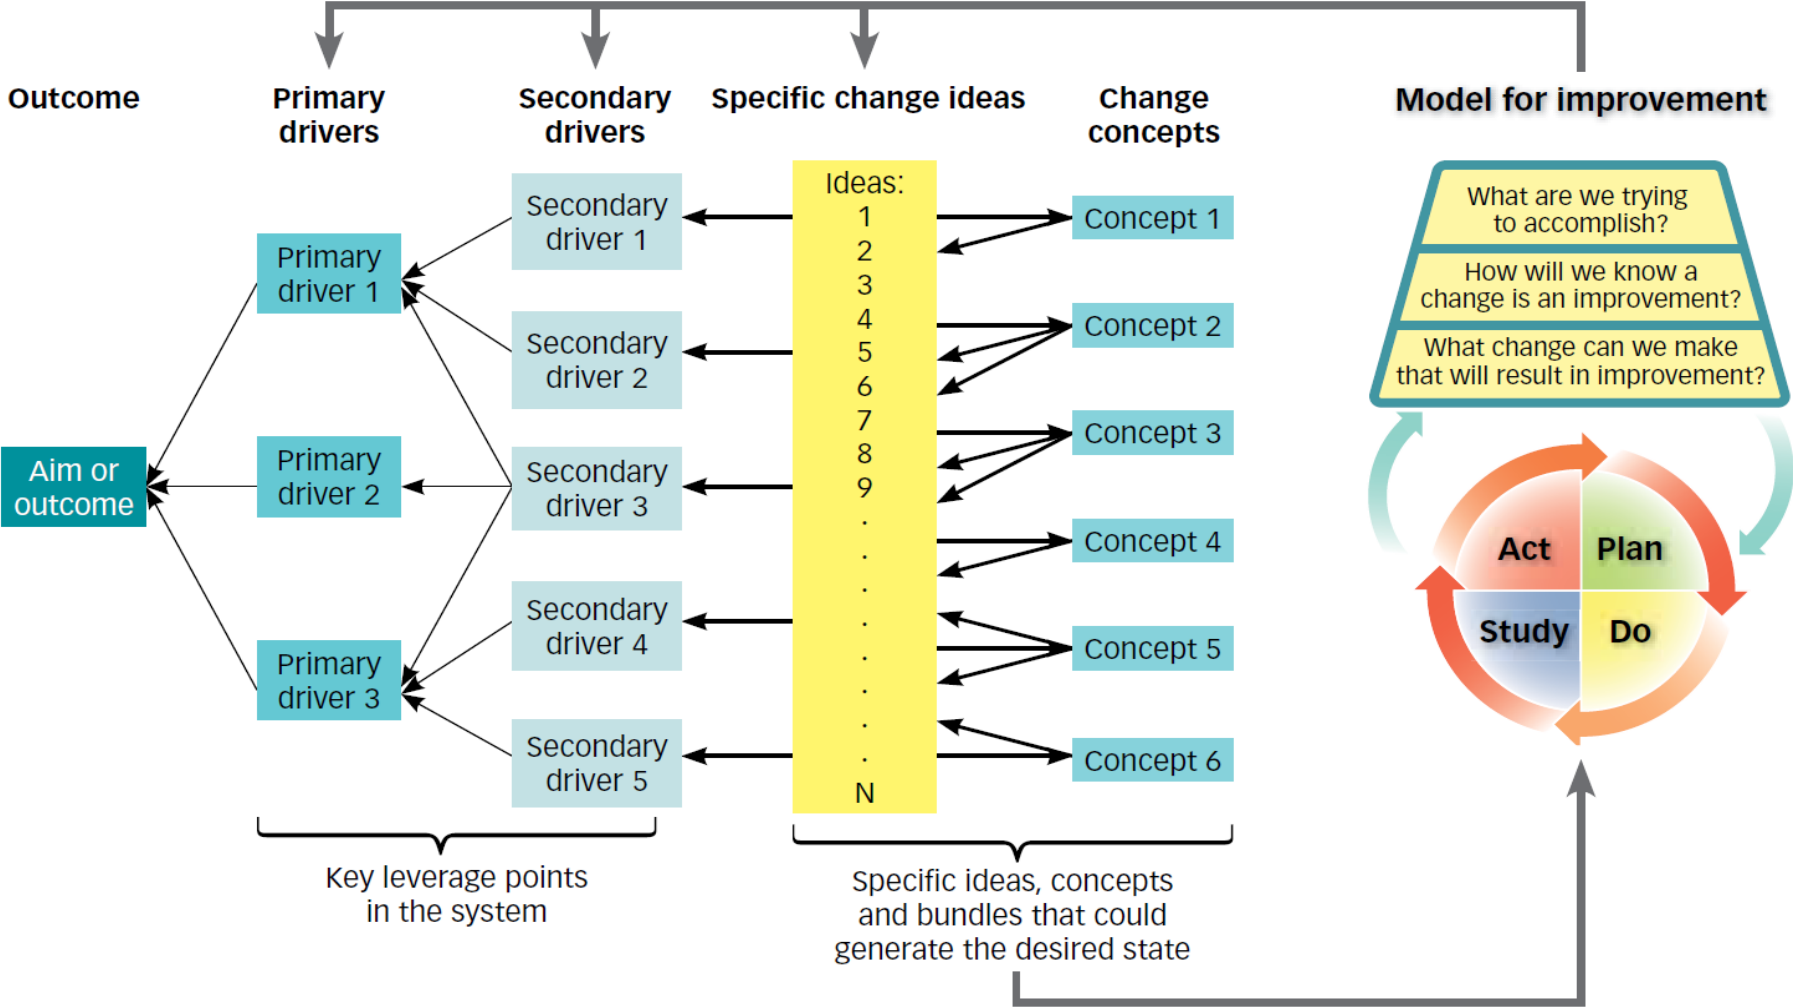 Outcome
Primary
drivers
Secondary
drivers
Specific change ideas
Change
concepts
Model for improvement
Aim or
outcome
Primary
driver 1
Primary
driver 2
Primary
driver 3
Secondary
driver 1
Secondary
driver 2
Secondary
driver 3
Secondary
driver 4
Secondary
driver 5
Ideas:
1
2
3
4
5
6
7
8
9
.
.
.
.
.
.
.
.
N
Concept 1
Concept 2
Concept 3
Concept 4
Concept 5
Concept 6
What are we trying
to accomplish?
How will we know a
change is an improvement?
What change can we make
that will result in improvement?
Act
Plan
Study
Do
Key leverage points
in the system
Specific ideas, concepts
and bundles that could
generate the desired state